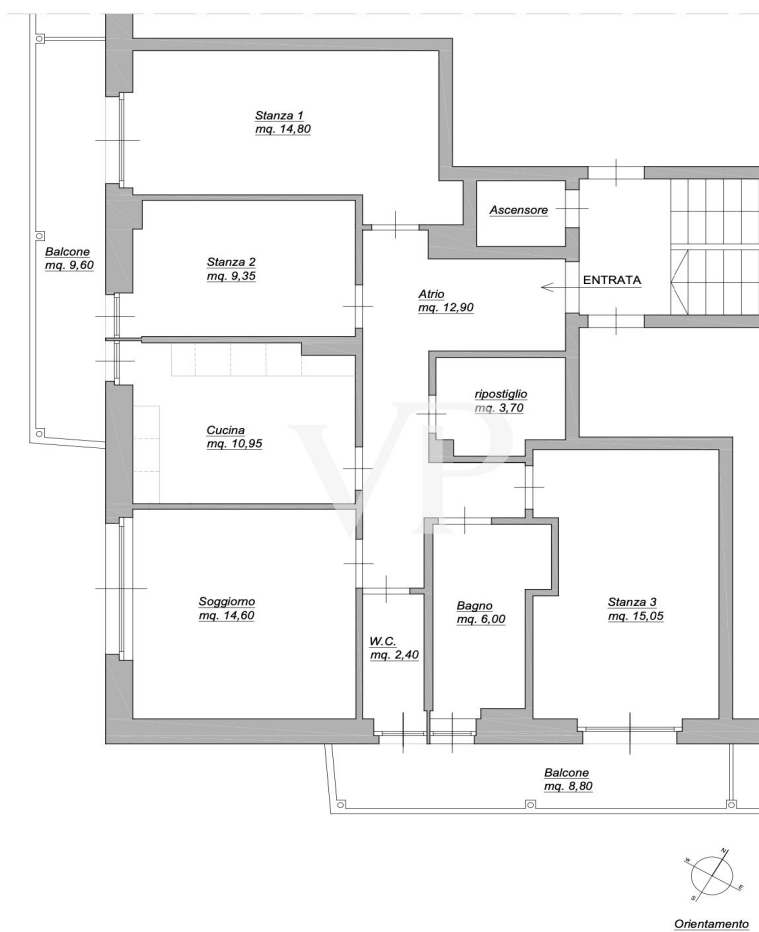 Stanza 1
mq. 14,80
Ascensore
Balcone
mq. 9,60
Stanza 2
mq. 9,35
ENTRATA
Atrio
mq. 12,90
ripostiglio
mq. 3,70
Cucina
mq. 10,95
VP
Soggiorno
mq. 14,60
Bagno
mq. 6,00
Stanza 3
mq. 15,05
W.C.
mq. 2,40
Balcone
mq. 8,80
N
W
E
S
Orientamento